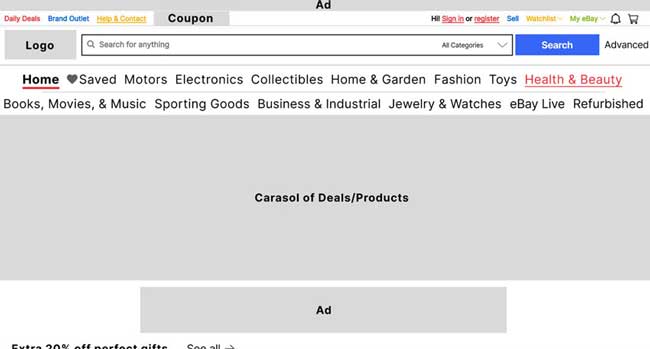 Ad
Daily Deals Brand Outlet Help & Contact Coupon Hi! Sign in or register Sell Watchlist My eBay
Logo Search for anything All Categories Search Advanced
Home Saved Motors Electronics Collectibles Home & Garden Fashion Toys Health & Beauty
Books, Movies, & Music Sporting Goods Business & Industrial Jewelry & Watches eBay Live Refurbished
Carasol of Deals/Products
Ad
Extra 20% off perfect gifts See all →